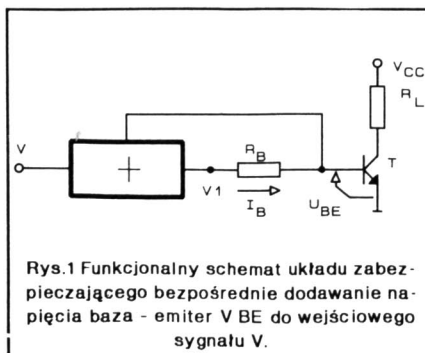 V
CC
R
L
V
R
B
T
V1
I
B
U
BE
Rys.1 Funkcjonalny schemat układu zabez-
pieczającego bezpośrednie dodawanie na-
pięcia baza - emiter V BE do wejściowego
sygnału V.